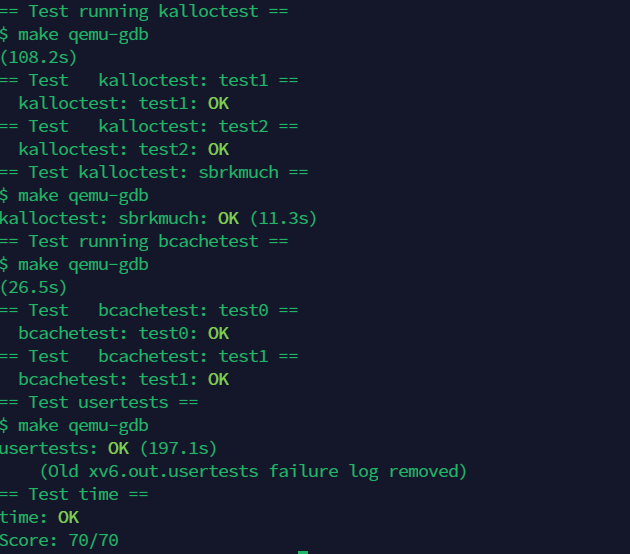 == Test running kalloctest ==
$ make qemu-gdb
(108.2s)
== Test   kalloctest: test1 ==
  kalloctest: test1: OK
== Test   kalloctest: test2 ==
  kalloctest: test2: OK
== Test kalloctest: sbrkmuch ==
$ make qemu-gdb
kalloctest: sbrkmuch: OK (11.3s)
== Test running bcachetest ==
$ make qemu-gdb
(26.5s)
== Test   bcachetest: test0 ==
  bcachetest: test0: OK
== Test   bcachetest: test1 ==
  bcachetest: test1: OK
== Test usertests ==
$ make qemu-gdb
usertests: OK (197.1s)
    (Old xv6.out.usertests failure log removed)
== Test time ==
time: OK
Score: 70/70